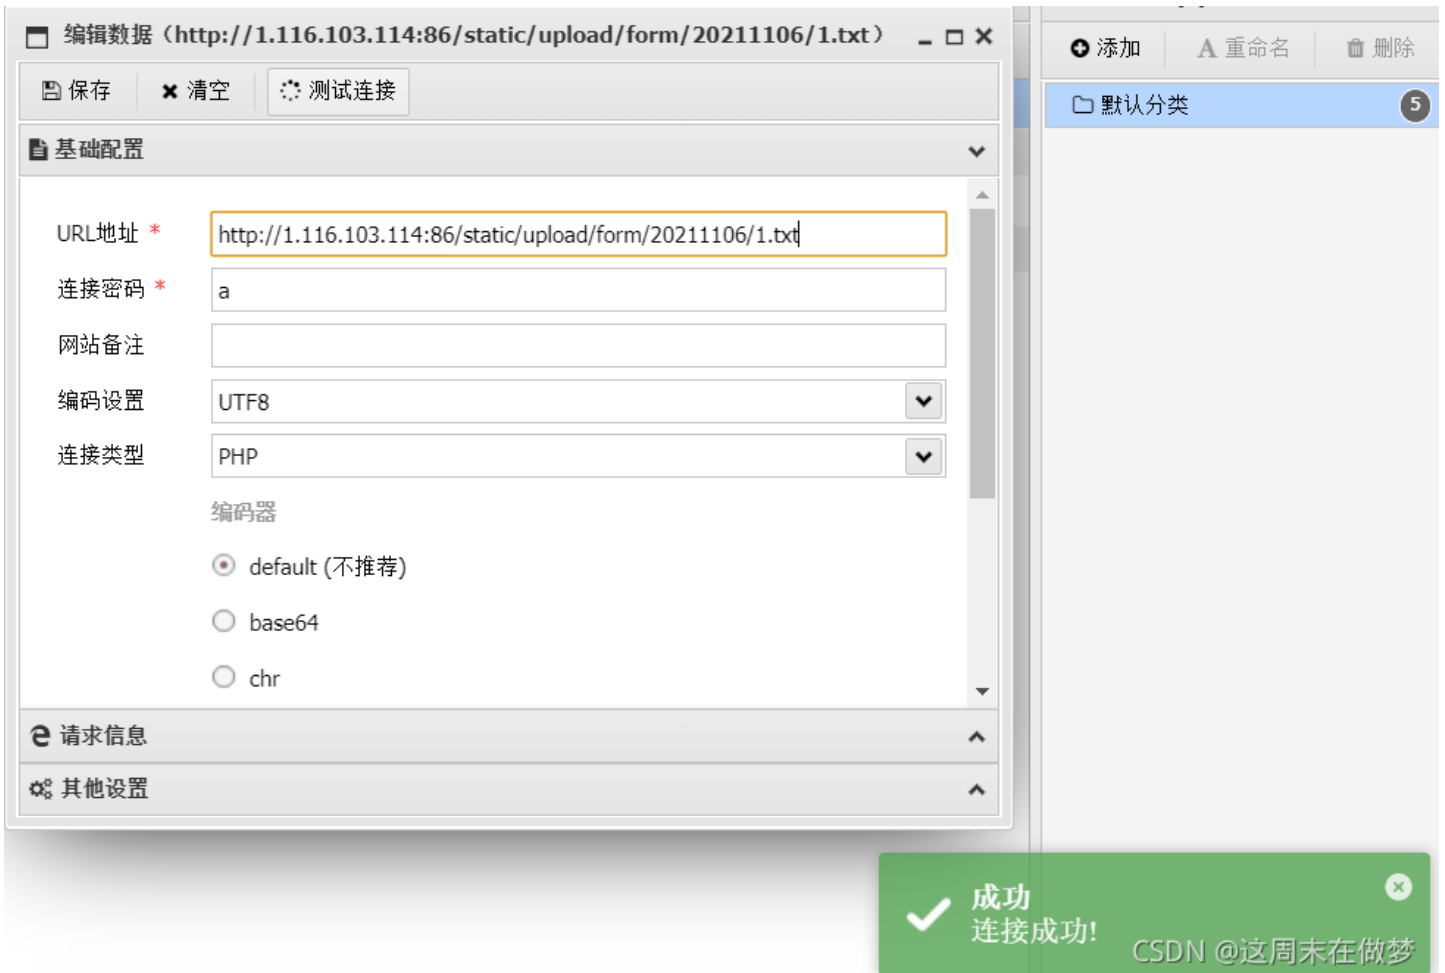 编辑数据（http://1.116.103.114:86/static/upload/form/20211106/1.txt）
保存 清空 测试连接
添加 重命名 删除
默认分类 5
基础配置
URL地址 * http://1.116.103.114:86/static/upload/form/20211106/1.txt
连接密码 * a
网站备注
编码设置 UTF8
连接类型 PHP
编码器
default (不推荐)
base64
chr
请求信息
其他设置
成功
连接成功!
CSDN @这周末在做梦